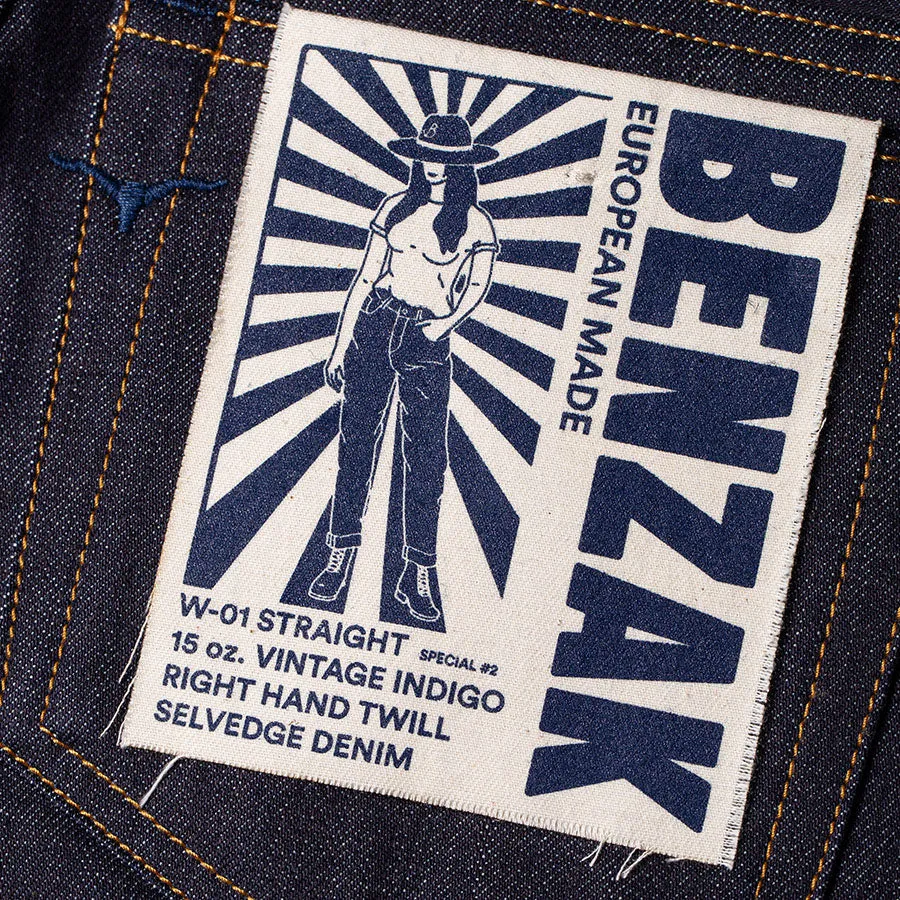 BENZAK
EUROPEAN MADE
B
W-01 STRAIGHT
SPECIAL #2
15 oz. VINTAGE INDIGO
RIGHT HAND TWILL
SELVEDGE DENIM